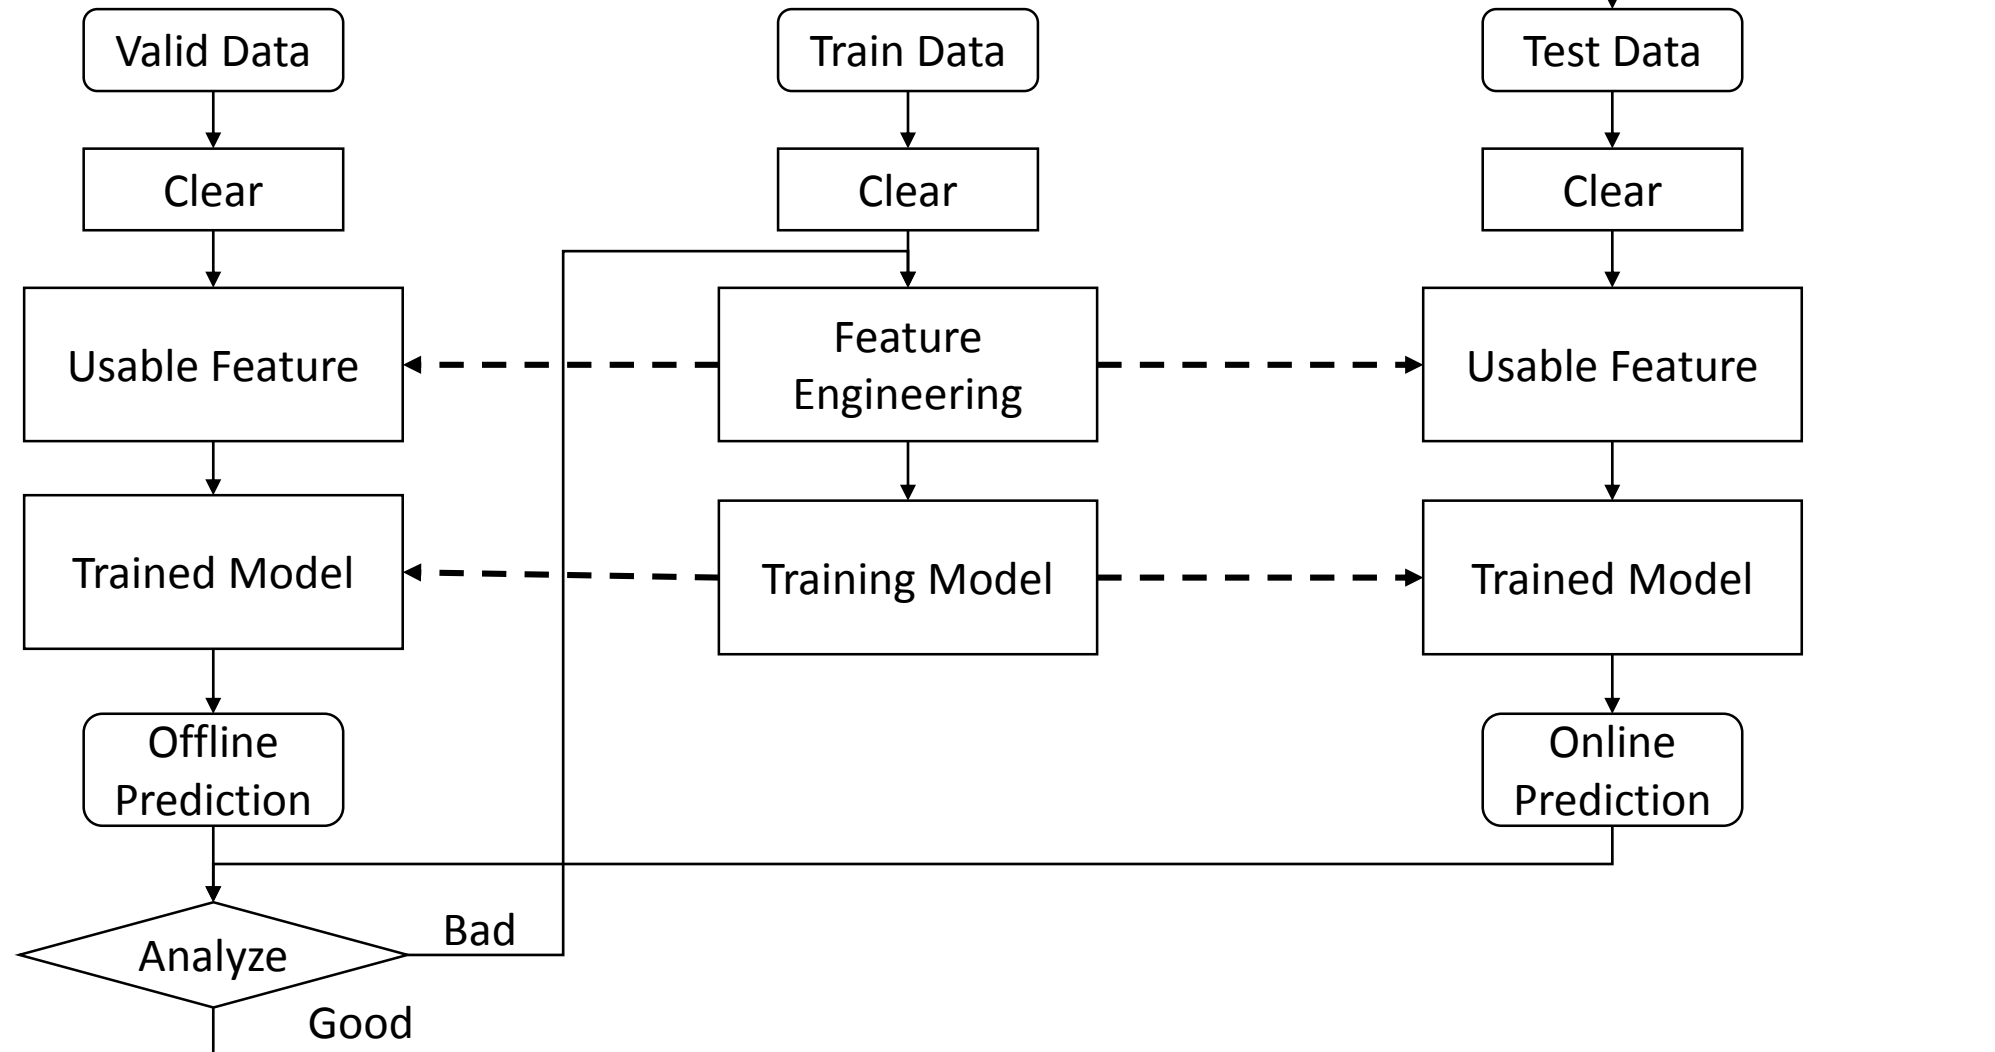 Valid Data
Train Data
Test Data
Clear
Clear
Clear
Usable Feature
Feature
Engineering
Usable Feature
Trained Model
Training Model
Trained Model
Offline
Prediction
Online
Prediction
Bad
Analyze
Good